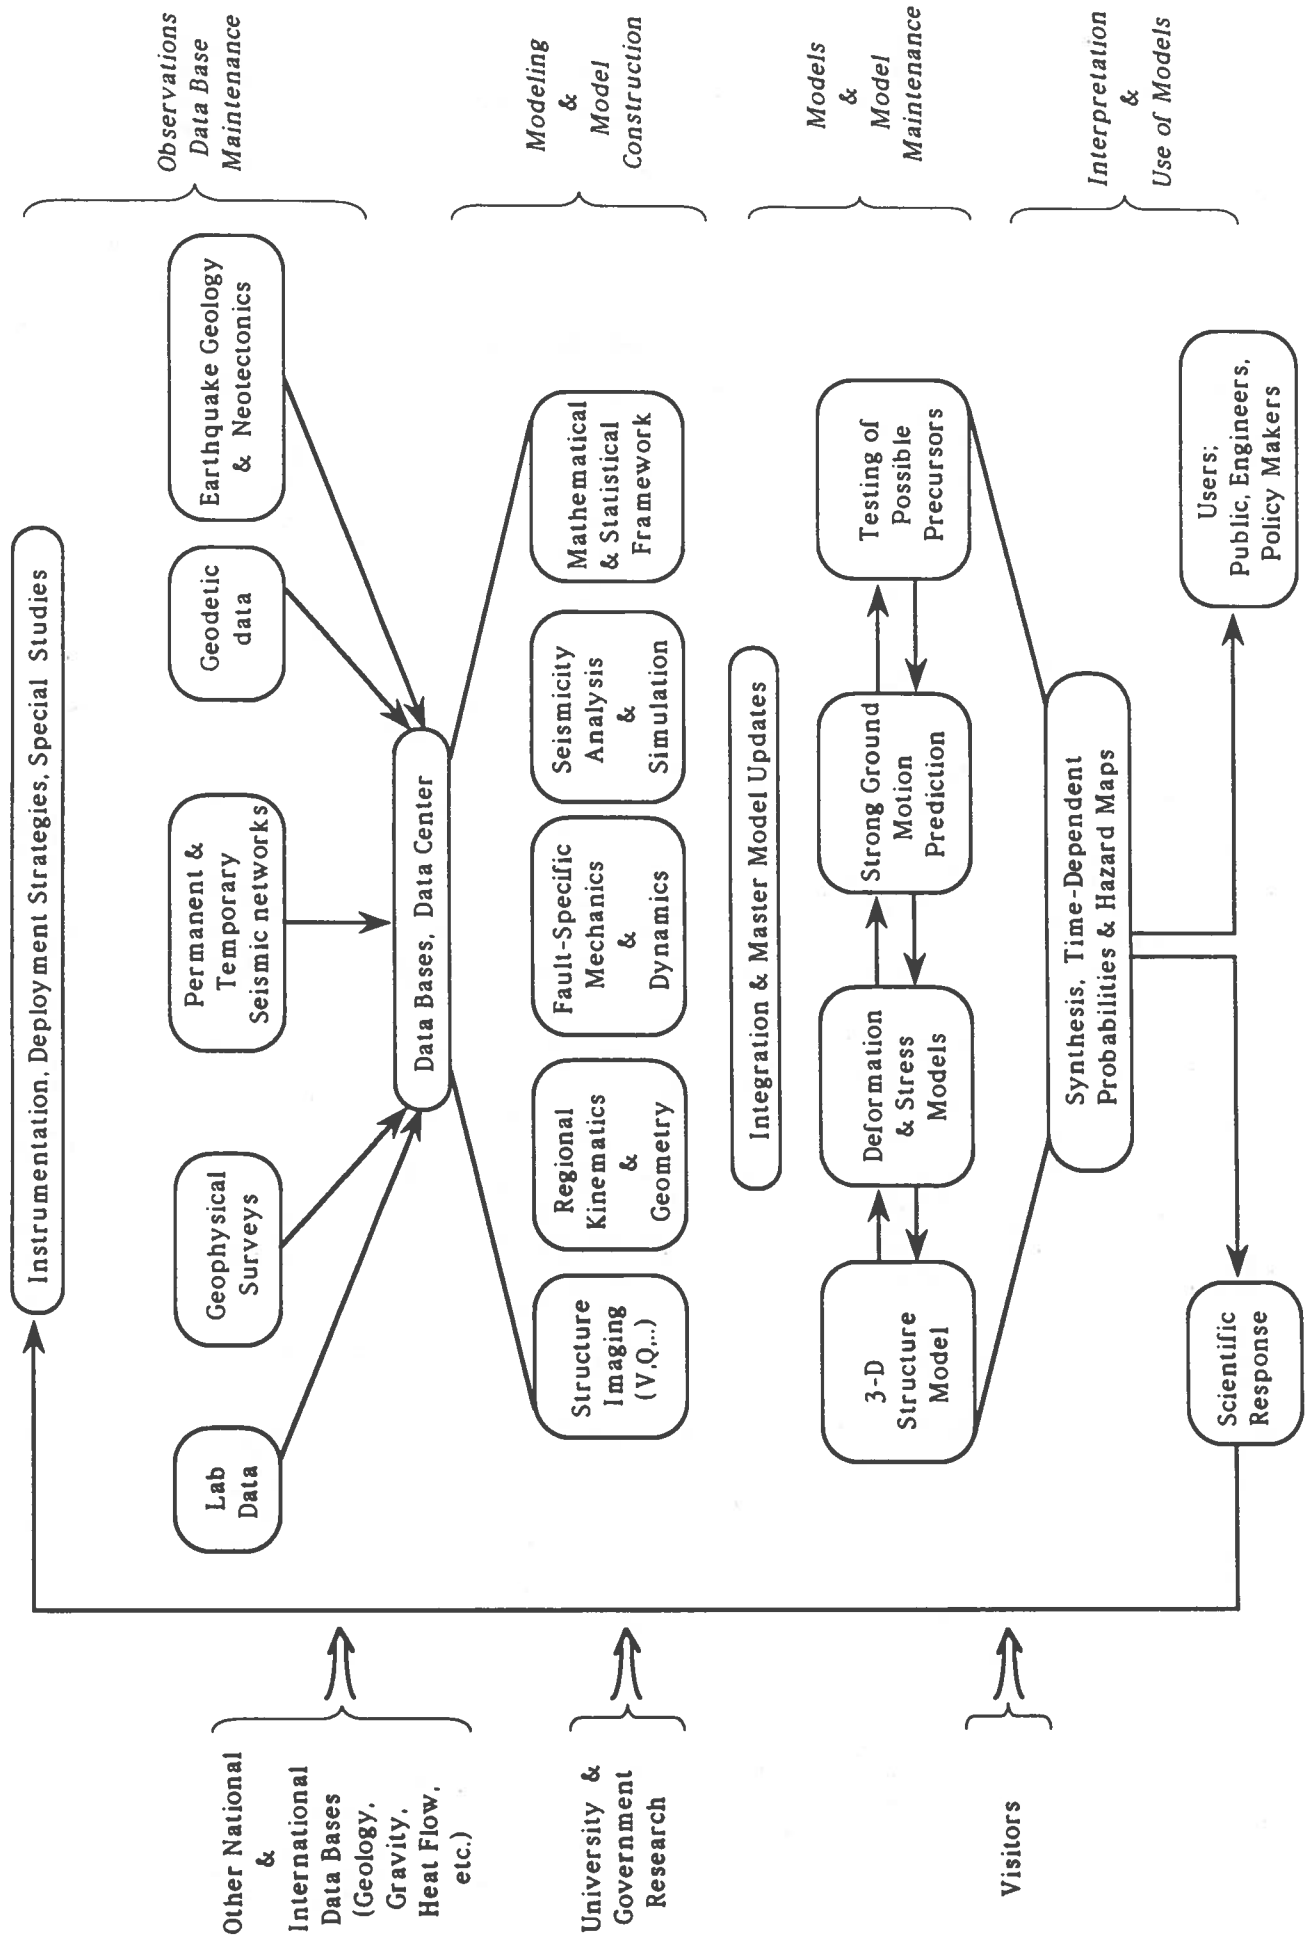 Instrumentation, Deployment Strategies, Special Studies
Lab
Data
Geophysical
Surveys
Permanent &
Temporary
Seismic networks
Geodetic
data
Earthquake Geology
& Neotectonics
Observations
Data Base
Maintenance
Data Bases, Data Center
Structure
Imaging
(V,Q,..)
Regional
Kinematics
&
Geometry
Fault-Specific
Mechanics
&
Dynamics
Seismicity
Analysis
&
Simulation
Mathematical
& Statistical
Framework
Modeling
&
Model
Construction
Integration & Master Model Updates
3-D
Structure
Model
Deformation
& Stress
Models
Strong Ground
Motion
Prediction
Testing of
Possible
Precursors
Models
&
Model
Maintenance
Synthesis, Time-Dependent
Probabilities & Hazard Maps
Scientific
Response
Users:
Public, Engineers,
Policy Makers
Interpretation
&
Use of Models
Other National
&
International
Data Bases
(Geology,
Gravity,
Heat Flow,
etc.)
University &
Government
Research
Visitors